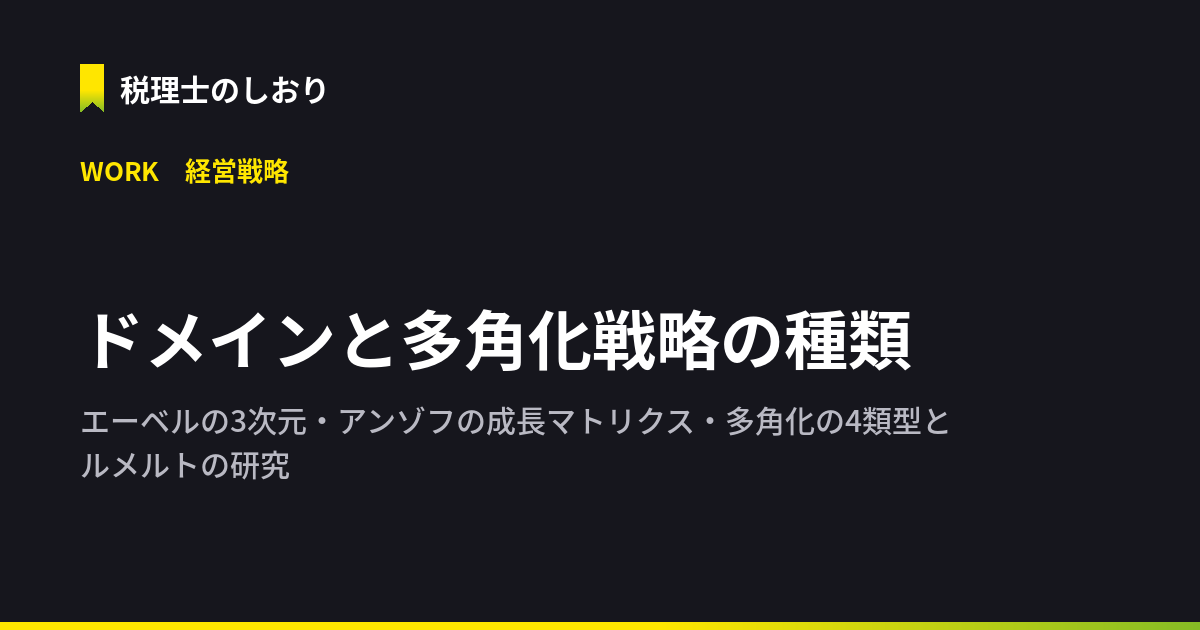 税理士のしおり
WORK　経営戦略
ドメインと多角化戦略の種類
エーベルの3次元・アンゾフの成長マトリクス・多角化の4類型と
ルメルトの研究